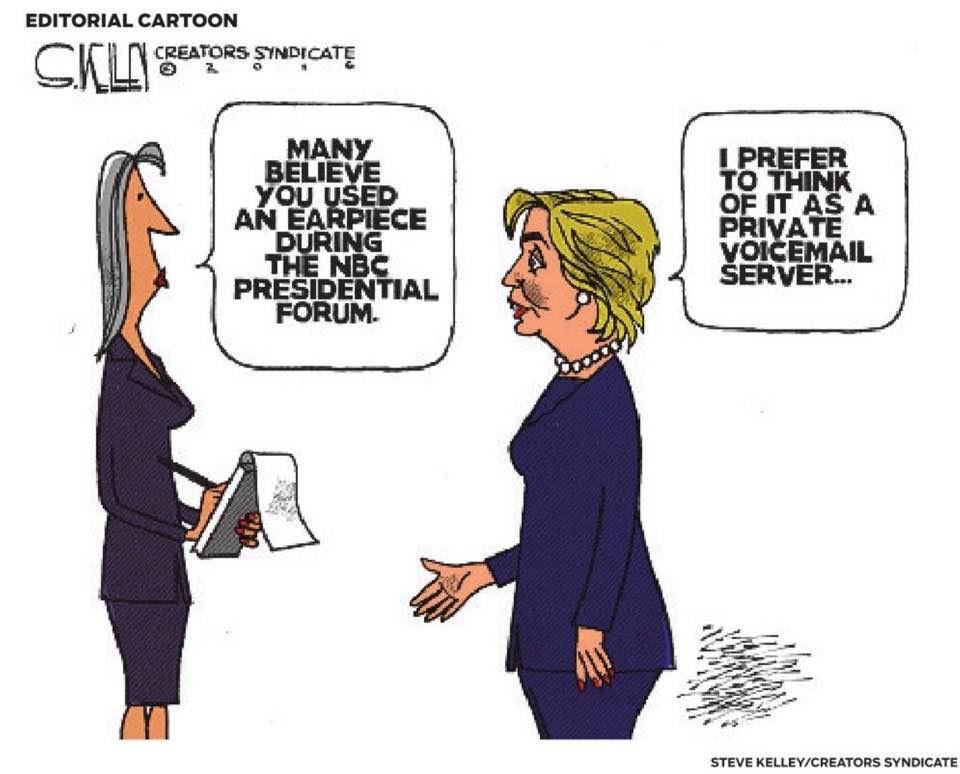 EDITORIAL CARTOON
S.KELLEY CREATORS SYNDICATE
© 2016
MANY
BELIEVE
YOU USED
AN EARPIECE
DURING
THE NBC
PRESIDENTIAL
FORUM.
I PREFER
TO THINK
OF IT AS A
PRIVATE
VOICEMAIL
SERVER...
STEVE KELLEY/CREATORS SYNDICATE